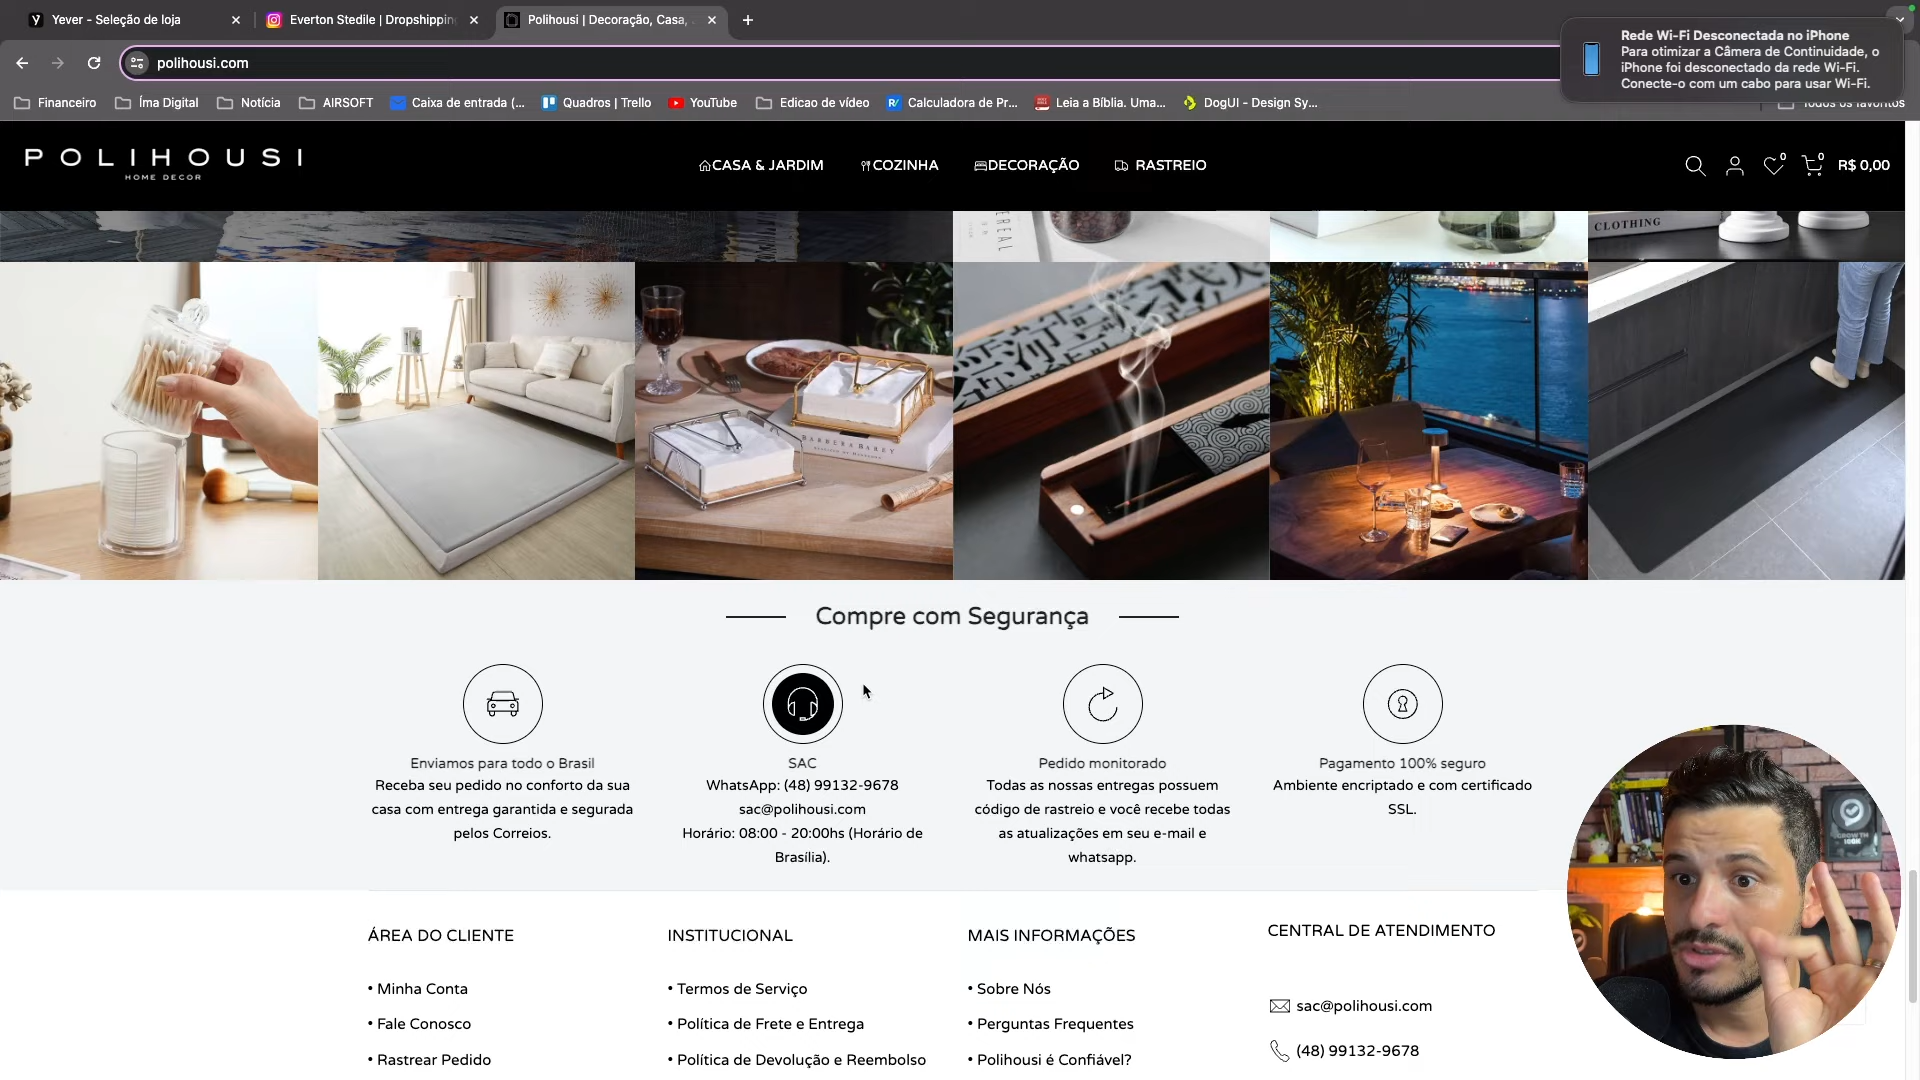 Yever - Seleção de loja
Everton Stedile | Dropshipping
Polihousi | Decoração, Casa,
polihousi.com
Rede Wi-Fi Desconectada no iPhone
Para otimizar a Câmera de Continuidade, o
iPhone foi desconectado da rede Wi-Fi.
Conecte-o com um cabo para usar Wi-Fi.
Financeiro
Íma Digital
Notícia
AIRSOFT
Caixa de entrada (...
Quadros | Trello
YouTube
Edicao de vídeo
Calculadora de Pr...
Leia a Bíblia. Uma...
DogUI - Design Sy...
Todos os favoritos
POLIHOUSI
HOME DECOR
CASA & JARDIM
COZINHA
DECORAÇÃO
RASTREIO
0
0
R$ 0,00
CLOTHING
Compre com Segurança
Enviamos para todo o Brasil
Receba seu pedido no conforto da sua
casa com entrega garantida e segurada
pelos Correios.
SAC
WhatsApp: (48) 99132-9678
sac@polihousi.com
Horário: 08:00 - 20:00hs (Horário de
Brasília).
Pedido monitorado
Todas as nossas entregas possuem
código de rastreio e você recebe todas
as atualizações em seu e-mail e
whatsapp.
Pagamento 100% seguro
Ambiente encriptado e com certificado
SSL.
ÁREA DO CLIENTE
• Minha Conta
• Fale Conosco
• Rastrear Pedido
INSTITUCIONAL
• Termos de Serviço
• Política de Frete e Entrega
• Política de Devolução e Reembolso
MAIS INFORMAÇÕES
• Sobre Nós
• Perguntas Frequentes
• Polihousi é Confiável?
CENTRAL DE ATENDIMENTO
sac@polihousi.com
(48) 99132-9678